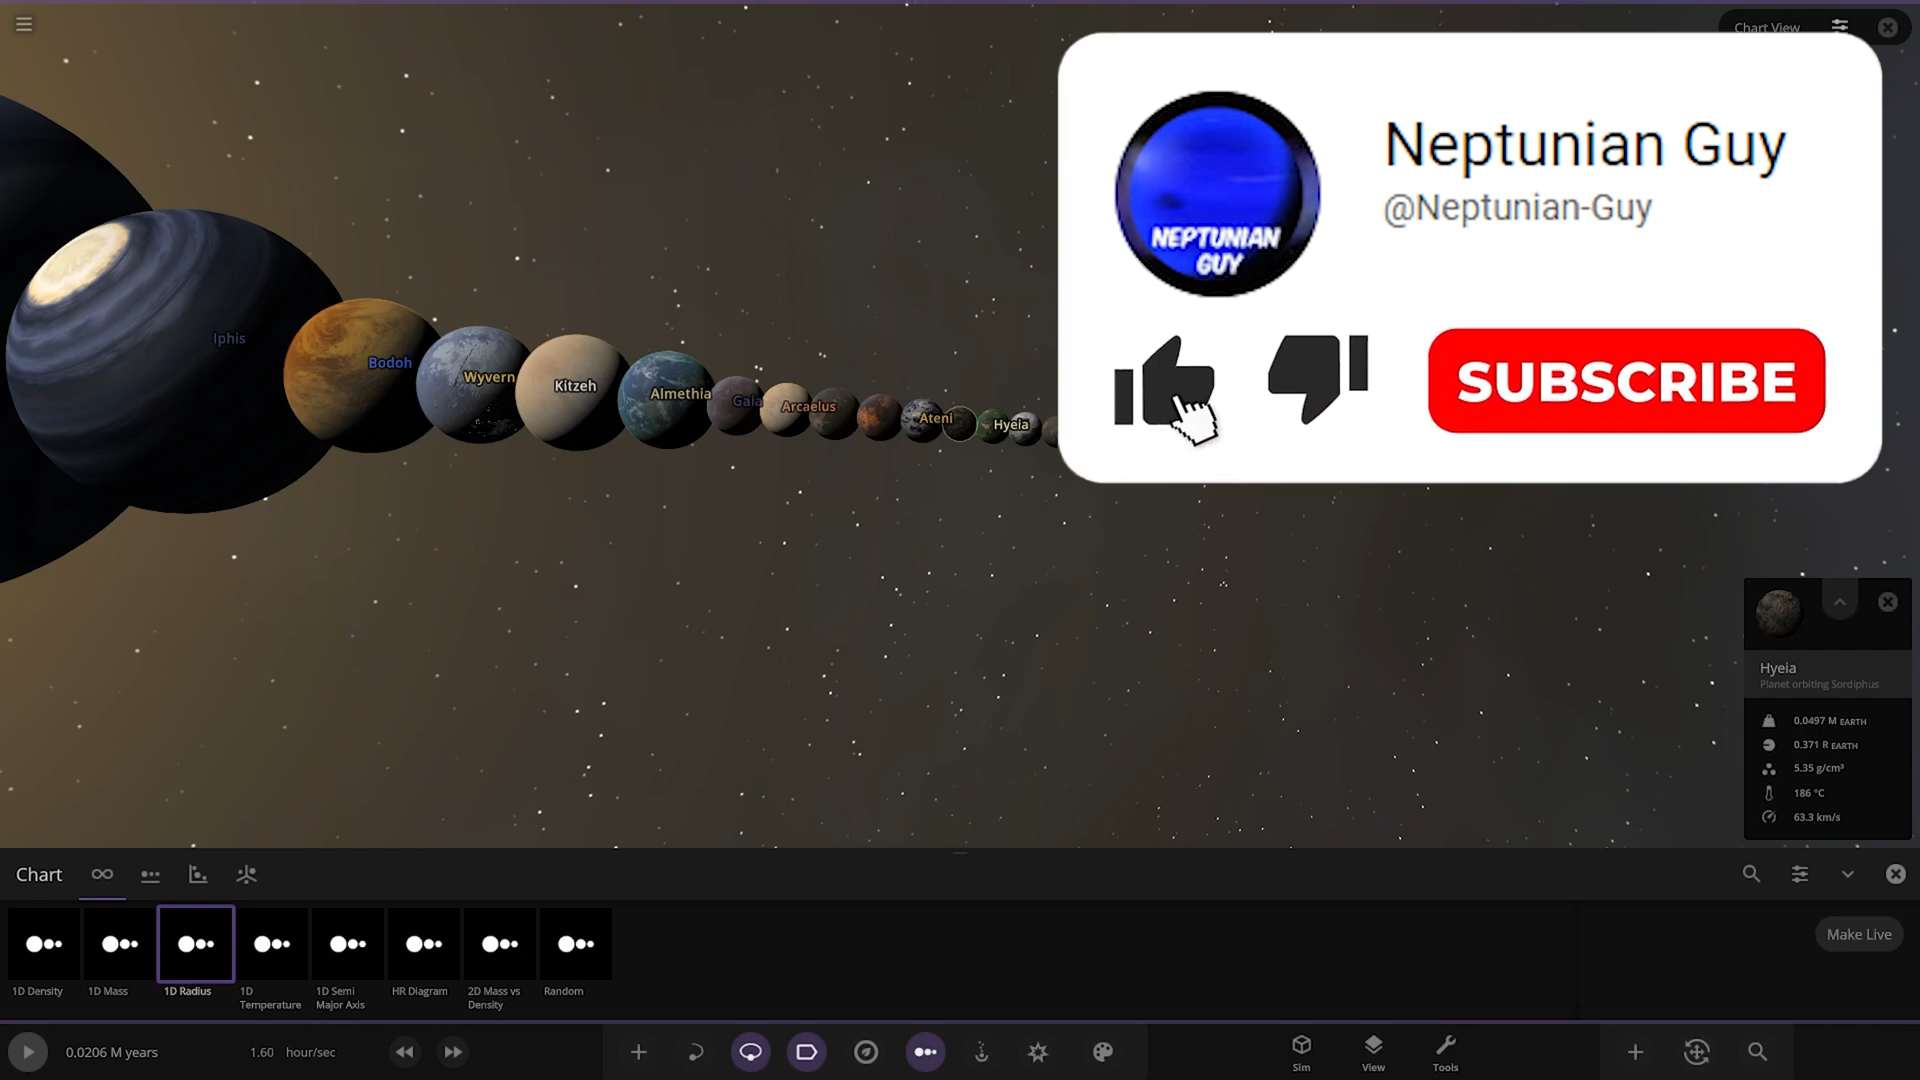 Chart View
Neptunian Guy
@Neptunian-Guy
NEPTUNIAN
GUY
SUBSCRIBE
Iphis
Bodoh
Wyvern
Kitzeh
Almethia
Gaia
Arcaelus
Ateni
Hyeia
Hyeia
Planet orbiting Sordiphus
0.0497 M EARTH
0.371 R EARTH
5.35 g/cm³
186 °C
63.3 km/s
Chart
Make Live
1D Density
1D Mass
1D Radius
1D
Temperature
1D Semi
Major Axis
HR Diagram
2D Mass vs
Density
Random
0.0206 M years
1.60 hour/sec
Sim
View
Tools